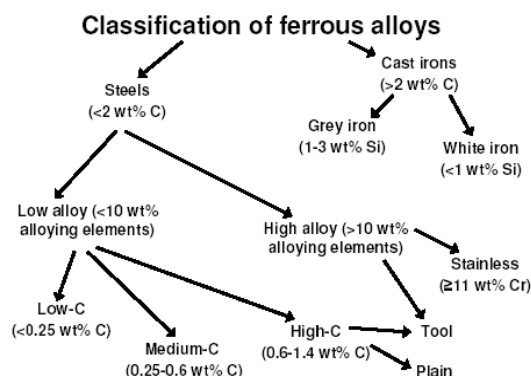 Classification of ferrous alloys
Cast irons
(>2 wt% C)
Steels
(<2 wt% C)
Grey iron
(1-3 wt% Si)
White iron
(<1 wt% Si)
Low alloy (<10 wt%
alloying elements)
High alloy (>10 wt%
alloying elements)
Stainless
(≥11 wt% Cr)
Low-C
(<0.25 wt% C)
Medium-C
(0.25-0.6 wt% C)
High-C
(0.6-1.4 wt% C)
Tool
Plain